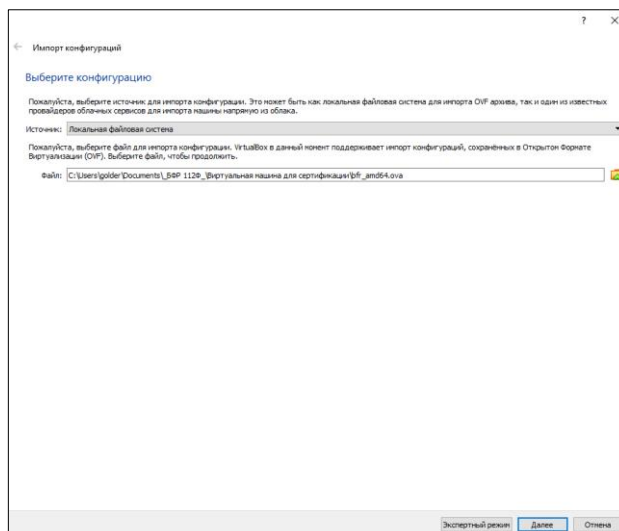 ?
Импорт конфигураций
Выберите конфигурацию
Пожалуйста, выберите источник для импорта конфигурации. Это может быть как локальная файловая система для импорта OVF архива, так и один из известных
провайдеров облачных сервисов для импорта машины напрямую из облака.
Источник: Локальная файловая система
Пожалуйста, выберите файл для импорта конфигурации. VirtualBox в данный момент поддерживает импорт конфигураций, сохранённых в Открытом Формате
Виртуализации (OVF). Выберите файл, чтобы продолжить.
Файл: C:\Users\golder\Documents\_БФР 112Ф_\Виртуальная машина для сертификации\bfr_amd64.ova
Экспертный режим Далее Отмена